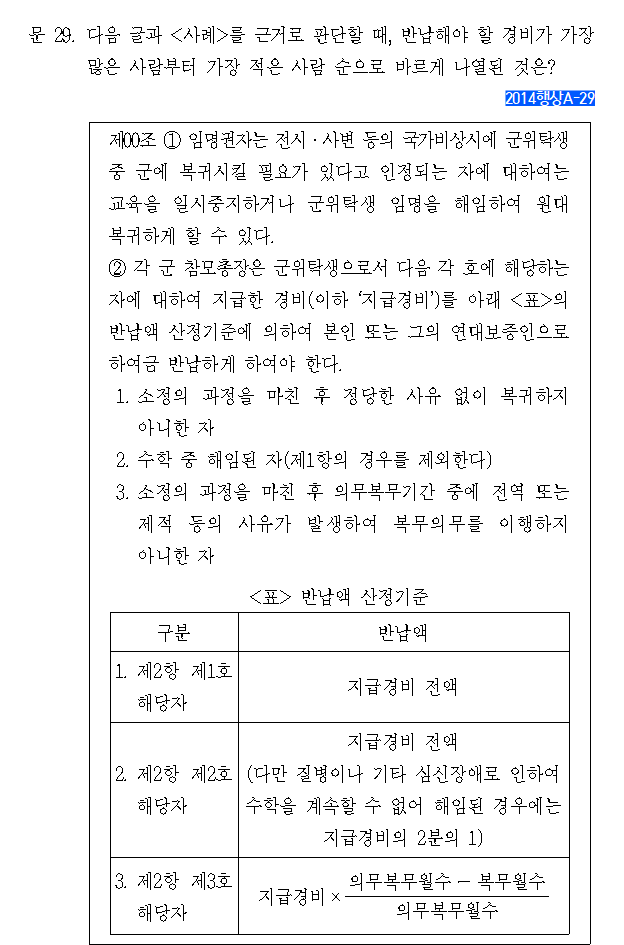 문 29. 다음 글과 <사례>를 근거로 판단할 때, 반납해야 할 경비가 가장
많은 사람부터 가장 적은 사람 순으로 바르게 나열된 것은?
2014행상A-29
제00조 ① 임명권자는 전시·사변 등의 국가비상시에 군위탁생
중 군에 복귀시킬 필요가 있다고 인정되는 자에 대하여는
교육을 일시중지하거나 군위탁생 임명을 해임하여 원대
복귀하게 할 수 있다.
② 각 군 참모총장은 군위탁생으로서 다음 각 호에 해당하는
자에 대하여 지급한 경비(이하 ‘지급경비’)를 아래 <표>의
반납액 산정기준에 의하여 본인 또는 그의 연대보증인으로
하여금 반납하게 하여야 한다.
1. 소정의 과정을 마친 후 정당한 사유 없이 복귀하지
아니한 자
2. 수학 중 해임된 자(제1항의 경우를 제외한다)
3. 소정의 과정을 마친 후 의무복무기간 중에 전역 또는
제적 등의 사유가 발생하여 복무의무를 이행하지
아니한 자
<표> 반납액 산정기준
구분 반납액
1. 제2항 제1호
해당자
지급경비 전액
2. 제2항 제2호
해당자
지급경비 전액
(다만 질병이나 기타 심신장애로 인하여
수학을 계속할 수 없어 해임된 경우에는
지급경비의 2분의 1)
3. 제2항 제3호
해당자
지급경비 ×
의무복무월수 − 복무월수
의무복무월수